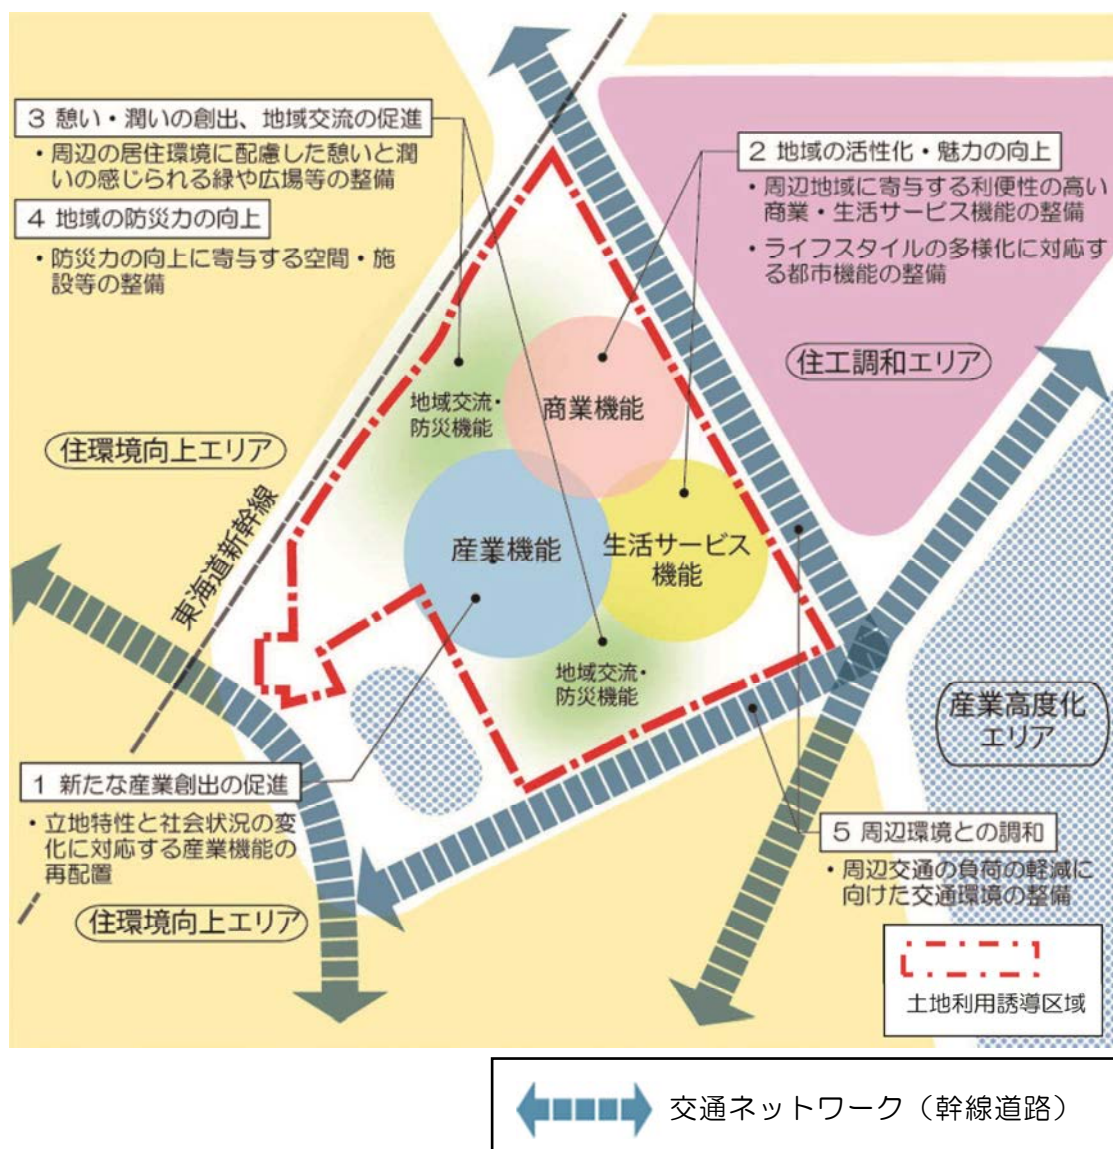 3 憩い・潤いの創出、地域交流の促進
・周辺の居住環境に配慮した憩いと潤
いの感じられる緑や広場等の整備
4 地域の防災力の向上
・防災力の向上に寄与する空間・施
設等の整備
2 地域の活性化・魅力の向上
・周辺地域に寄与する利便性の高い
商業・生活サービス機能の整備
・ライフスタイルの多様化に対応す
る都市機能の整備
住工調和エリア
地域交流・
防災機能
商業機能
住環境向上エリア
東海道新幹線
産業機能
生活サービス
機能
地域交流・
防災機能
産業高度化
エリア
1 新たな産業創出の促進
・立地特性と社会状況の変
化に対応する産業機能の
再配置
住環境向上エリア
5 周辺環境との調和
・周辺交通の負荷の軽減に
向けた交通環境の整備
土地利用誘導区域
交通ネットワーク（幹線道路）